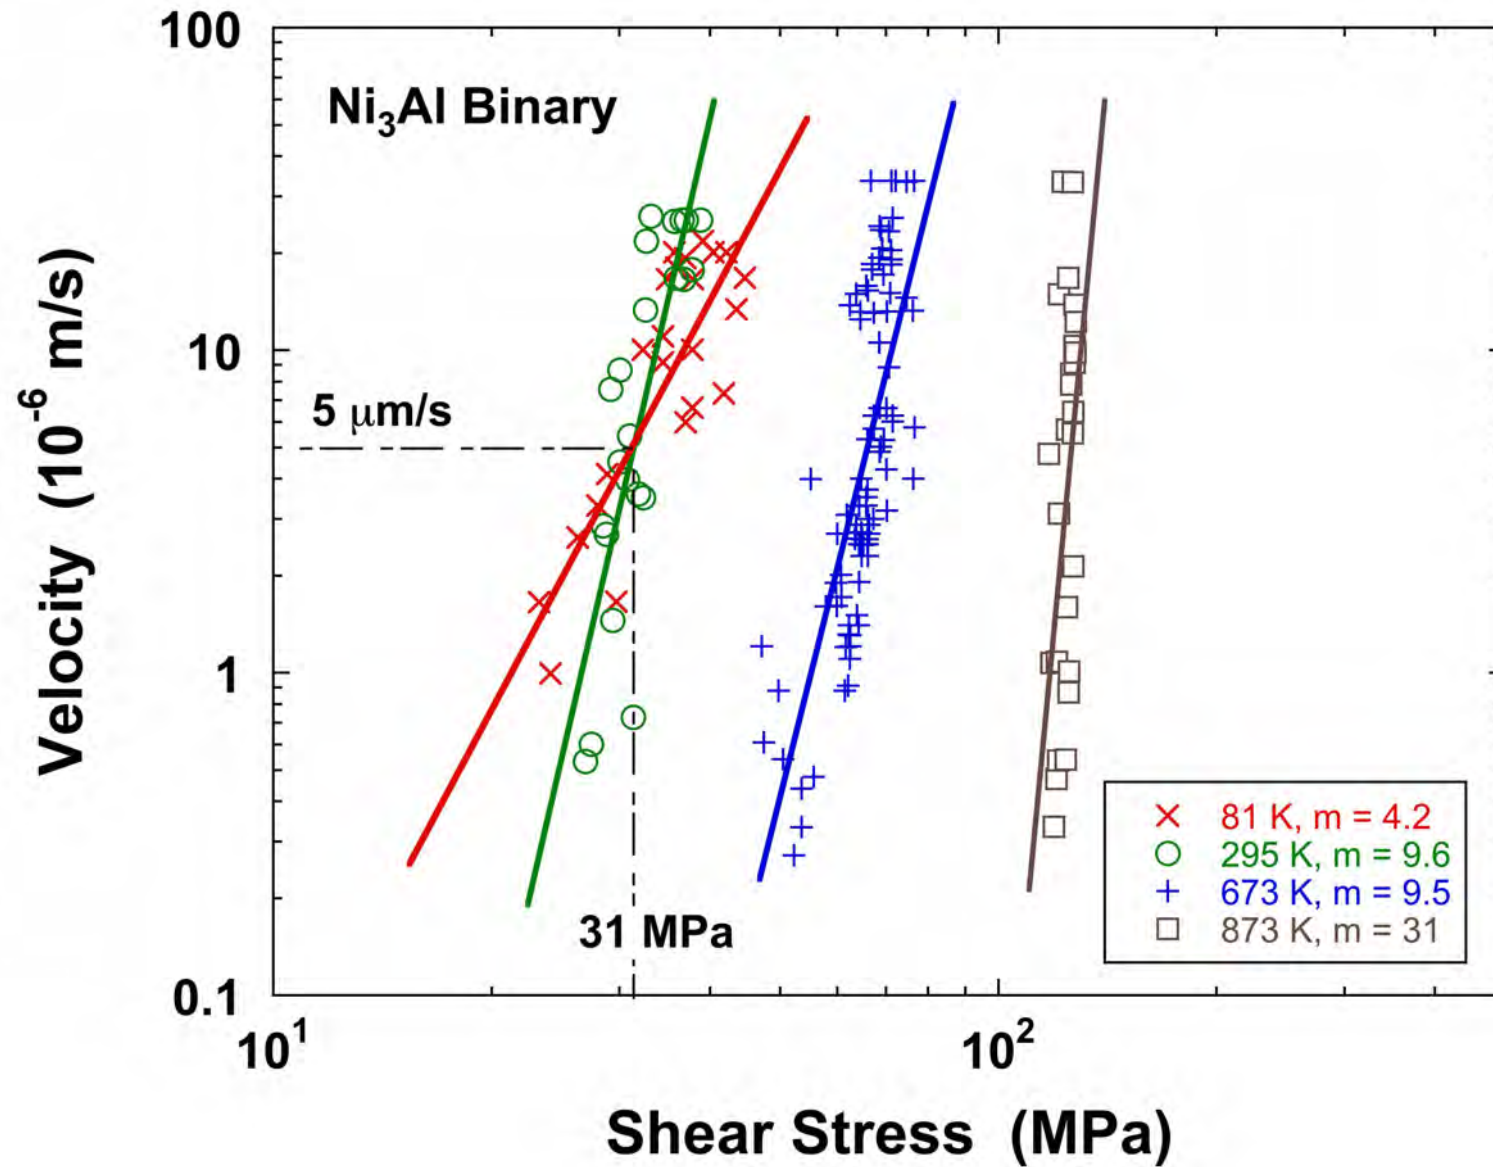 100
Ni₃Al Binary
10
5 μm/s
1
31 MPa
0.1
10¹
10²
Velocity (10⁻⁶ m/s)
Shear Stress (MPa)
81 K, m = 4.2
295 K, m = 9.6
673 K, m = 9.5
873 K, m = 31